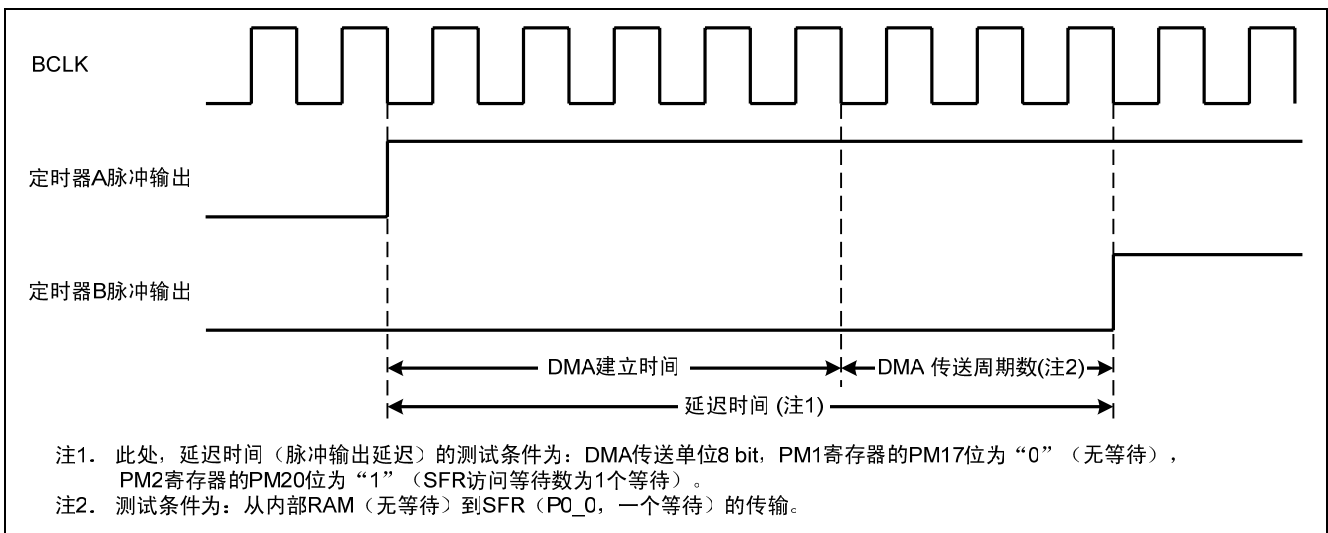 BCLK
定时器A脉冲输出
定时器B脉冲输出
DMA建立时间
DMA 传送周期数(注2)
延迟时间 (注1)
注1. 此处，延迟时间（脉冲输出延迟）的测试条件为：DMA传送单位8 bit，PM1寄存器的PM17位为“0”（无等待），
PM2寄存器的PM20位为“1”（SFR访问等待数为1个等待）。
注2. 测试条件为：从内部RAM（无等待）到SFR（P0_0，一个等待）的传输。